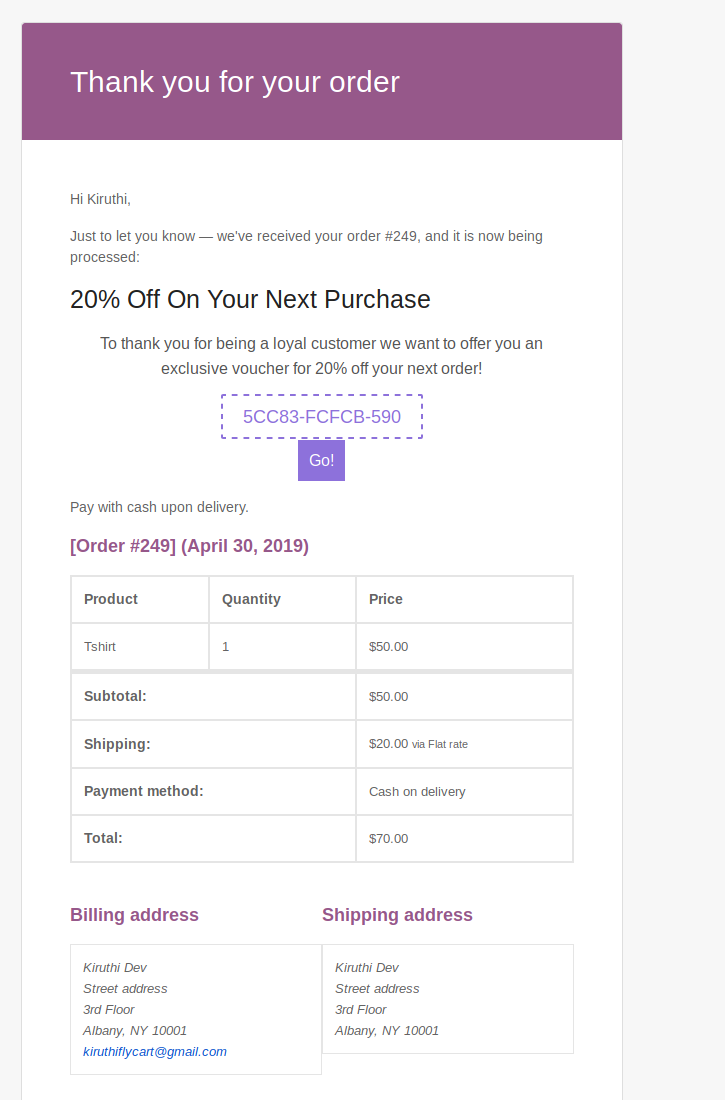 Thank you for your order
Hi Kiruthi,
Just to let you know — we've received your order #249, and it is now being
processed:
20% Off On Your Next Purchase
To thank you for being a loyal customer we want to offer you an
exclusive voucher for 20% off your next order!
5CC83-FCFCB-590
Go!
Pay with cash upon delivery.
[Order #249] (April 30, 2019)
Product Quantity Price
Tshirt 1 $50.00
Subtotal: $50.00
Shipping: $20.00 via Flat rate
Payment method: Cash on delivery
Total: $70.00
Billing address Shipping address
Kiruthi Dev Kiruthi Dev
Street address Street address
3rd Floor 3rd Floor
Albany, NY 10001 Albany, NY 10001
kiruthiflycart@gmail.com